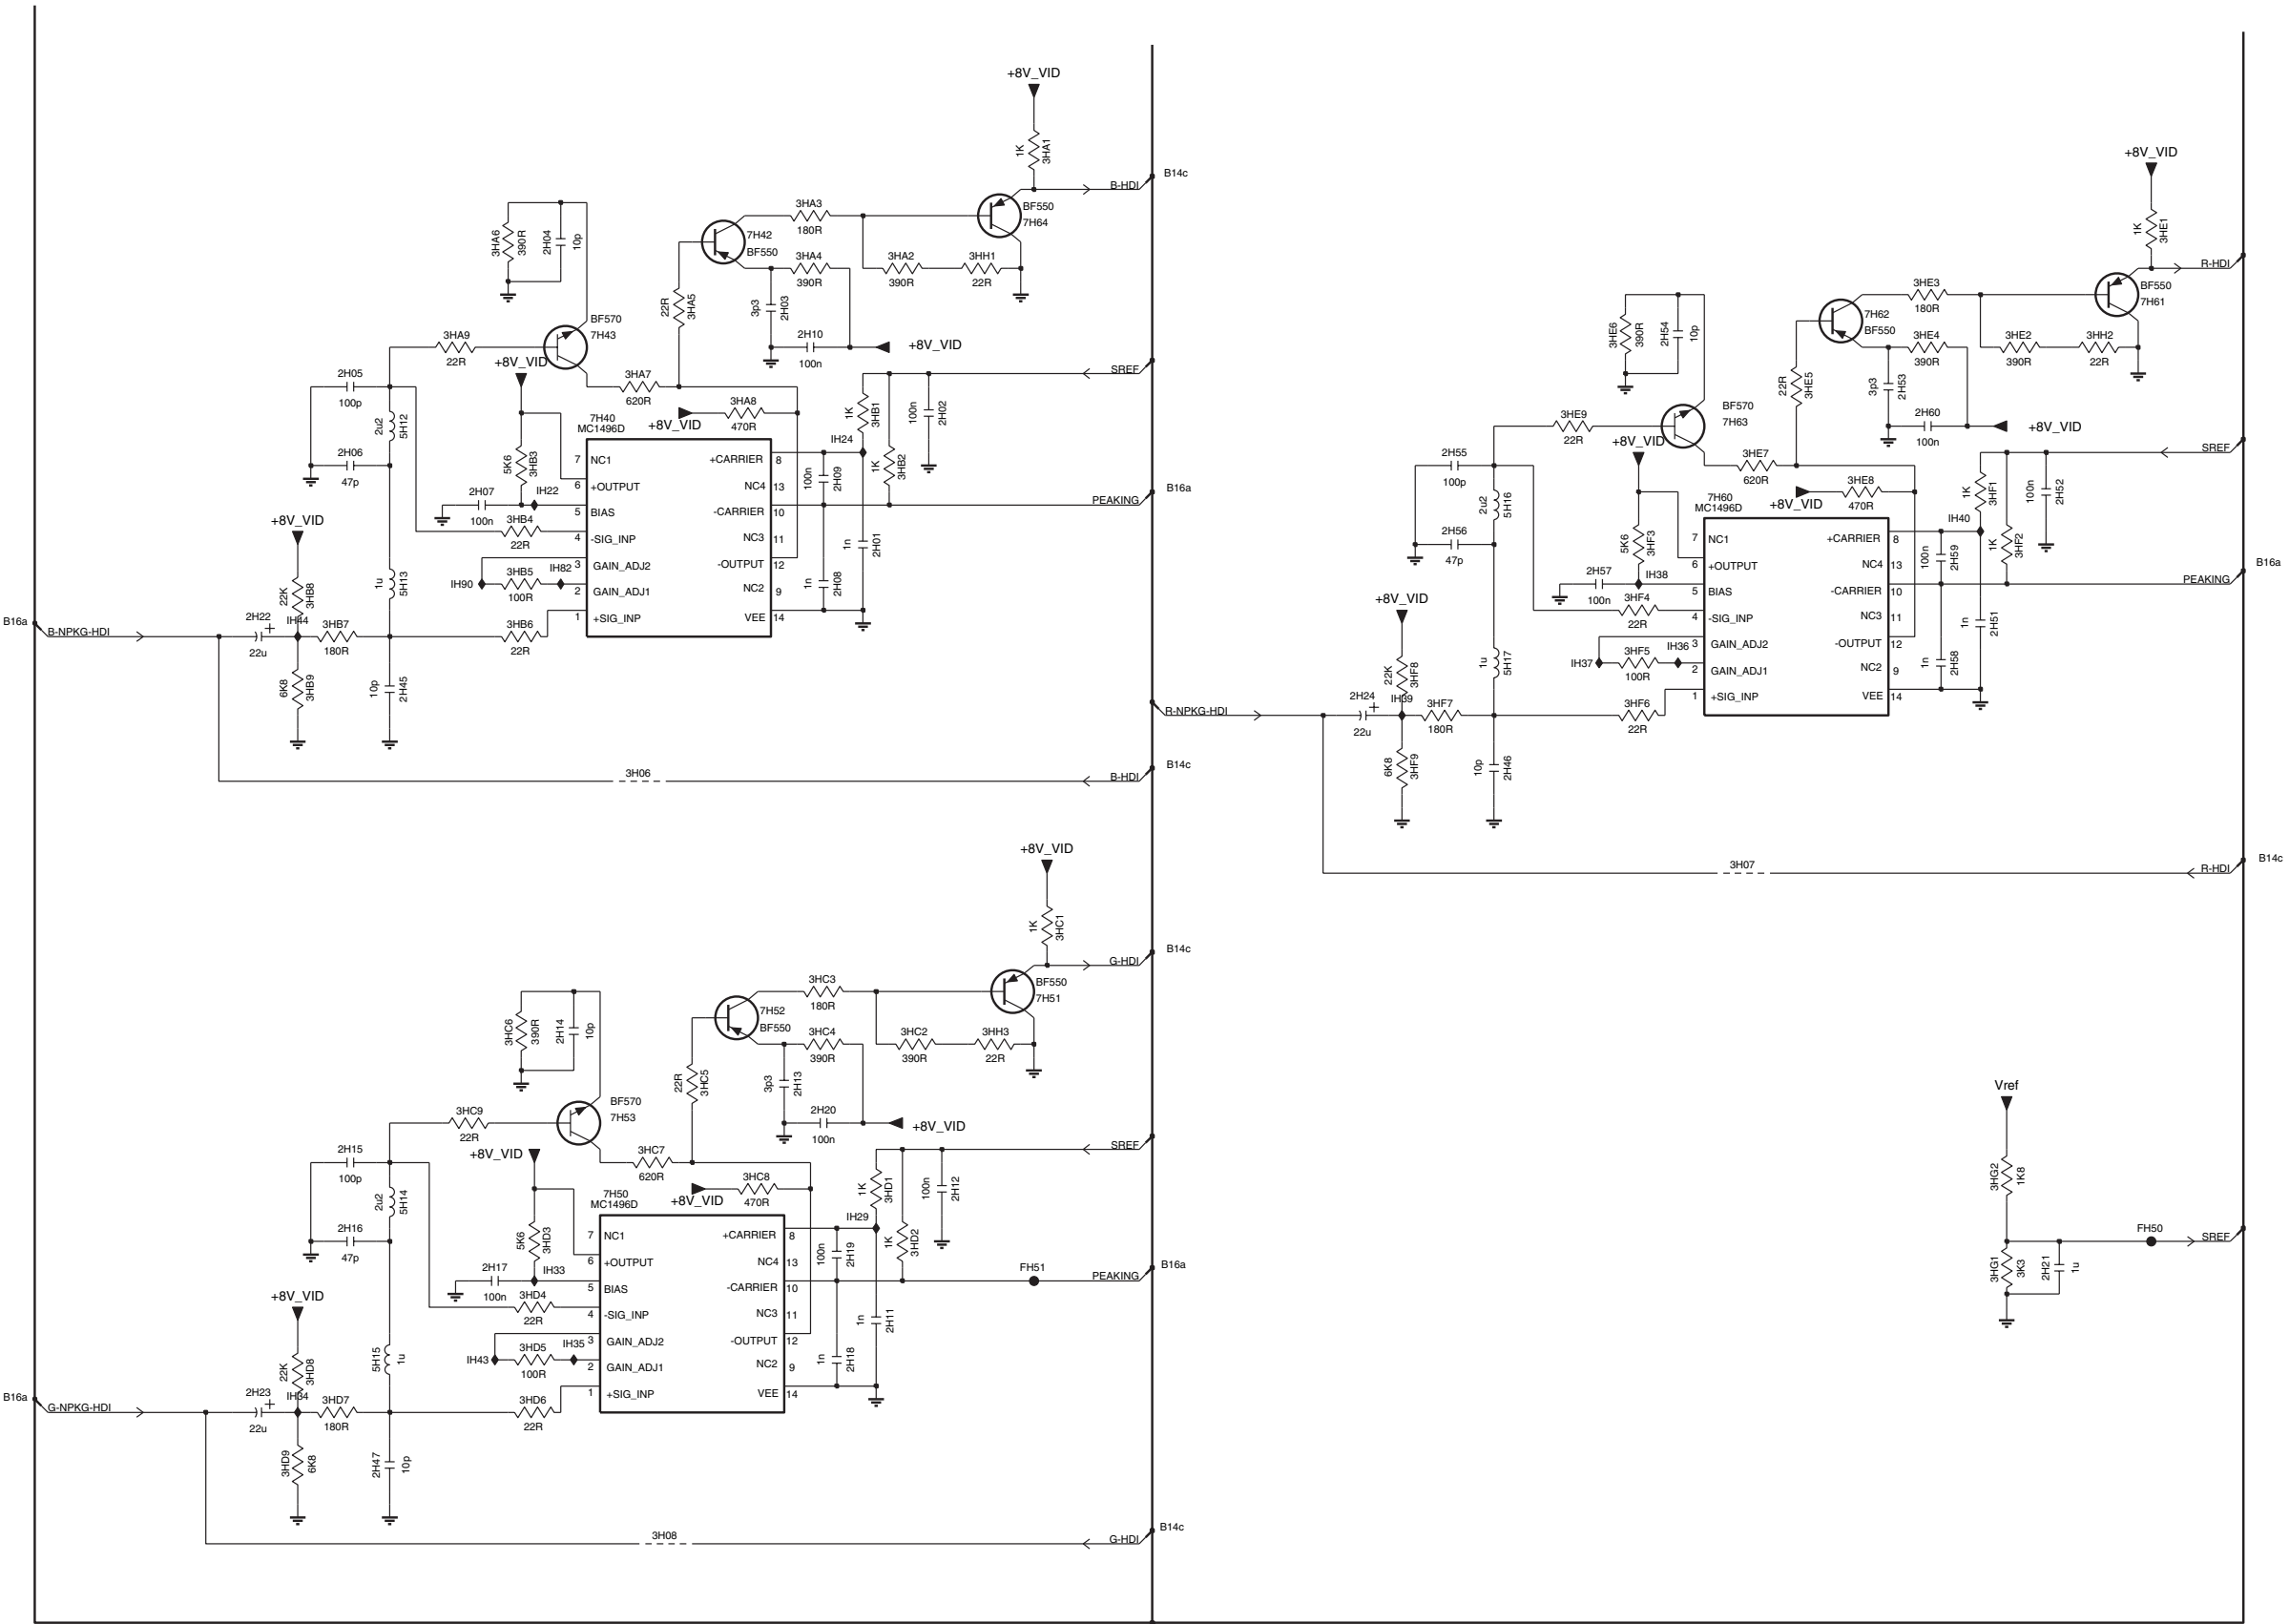 +8V_VID
1K
3HA1
B-HDI
B14c
BF550
7H64
3HA3
180R
7H42
BF550
3HA4
390R
3HA2
390R
3HH1
22R
3HA6
390R
2H04
10p
22R
3HA5
3p3
2H03
2H10
100n
+8V_VID
BF570
7H43
3HA9
22R
+8V_VID
SREF
2H05
100p
3HA7
620R
3HA8
470R
+8V_VID
1K
3HB1
100n
2H02
2u2
5H12
7H40
MC1496D
IH24
2H06
47p
5K6
3HB3
1K
3HB2
7 NC1
6 +OUTPUT
5 BIAS
4 -SIG_INP
3 GAIN_ADJ2
2 GAIN_ADJ1
1 +SIG_INP
+CARRIER 8
NC4 13
-CARRIER 10
NC3 11
-OUTPUT 12
NC2 9
VEE 14
100n
2H09
2H07
100n
IH22
PEAKING
B16a
+8V_VID
3HB4
22R
1n
2H01
IH90
3HB5
100R
IH82
1n
2H08
22K
3HB8
1u
5H13
B16a
B-NPKG-HDI
2H22
+
22u
IH44
3HB7
180R
3HB6
22R
6K8
3HB9
10p
2H45
3H06
B-HDI
B14c
+8V_VID
1K
3HC1
G-HDI
B14c
BF550
7H51
3HC3
180R
7H52
BF550
3HC4
390R
3HC2
390R
3HH3
22R
3HC6
390R
2H14
10p
22R
3HC5
3p3
2H13
2H20
100n
+8V_VID
BF570
7H53
3HC9
22R
+8V_VID
SREF
2H15
100p
3HC7
620R
3HC8
470R
+8V_VID
1K
3HD1
100n
2H12
2u2
5H14
7H50
MC1496D
IH29
2H16
47p
5K6
3HD3
1K
3HD2
7 NC1
6 +OUTPUT
5 BIAS
4 -SIG_INP
3 GAIN_ADJ2
2 GAIN_ADJ1
1 +SIG_INP
+CARRIER 8
NC4 13
-CARRIER 10
NC3 11
-OUTPUT 12
NC2 9
VEE 14
100n
2H19
2H17
100n
IH33
FH51
PEAKING
B16a
+8V_VID
3HD4
22R
1n
2H11
IH43
3HD5
100R
IH35
1n
2H18
22K
3HD8
5H15
1u
B16a
G-NPKG-HDI
2H23
+
22u
IH34
3HD7
180R
3HD6
22R
3HD9
6K8
2H47
10p
3H08
G-HDI
B14c
+8V_VID
1K
3HE1
R-HDI
BF550
7H61
3HE3
180R
7H62
BF550
3HE4
390R
3HE2
390R
3HH2
22R
3HE6
390R
2H54
10p
22R
3HE5
3p3
2H53
2H60
100n
+8V_VID
BF570
7H63
3HE9
22R
+8V_VID
SREF
2H55
100p
3HE7
620R
3HE8
470R
+8V_VID
1K
3HF1
100n
2H52
2u2
5H16
7H60
MC1496D
IH40
2H56
47p
5K6
3HF3
1K
3HF2
7 NC1
6 +OUTPUT
5 BIAS
4 -SIG_INP
3 GAIN_ADJ2
2 GAIN_ADJ1
1 +SIG_INP
+CARRIER 8
NC4 13
-CARRIER 10
NC3 11
-OUTPUT 12
NC2 9
VEE 14
100n
2H59
2H57
100n
IH38
PEAKING
B16a
+8V_VID
3HF4
22R
1n
2H51
IH37
3HF5
100R
IH36
1n
2H58
22K
3HF8
1u
5H17
R-NPKG-HDI
2H24
+
22u
IH39
3HF7
180R
3HF6
22R
6K8
3HF9
10p
2H46
3H07
R-HDI
B14c
Vref
3HG2
1K8
FH50
SREF
3HG1
3K3
2H21
1u